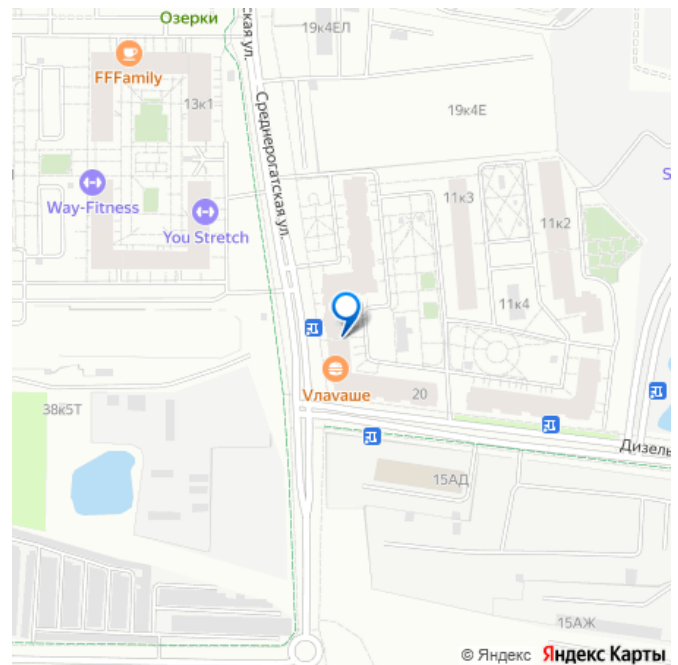 Озерки
ская ул.
19к4ЕЛ
FFFamily
13к1
Среднерогатская ул.
19к4Е
S
Way-Fitness
You Stretch
11к3
11к2
11к4
Vлаvаше
20
38к5Т
Дизель
15АД
15АЖ
© Яндекс Яндекс Карты